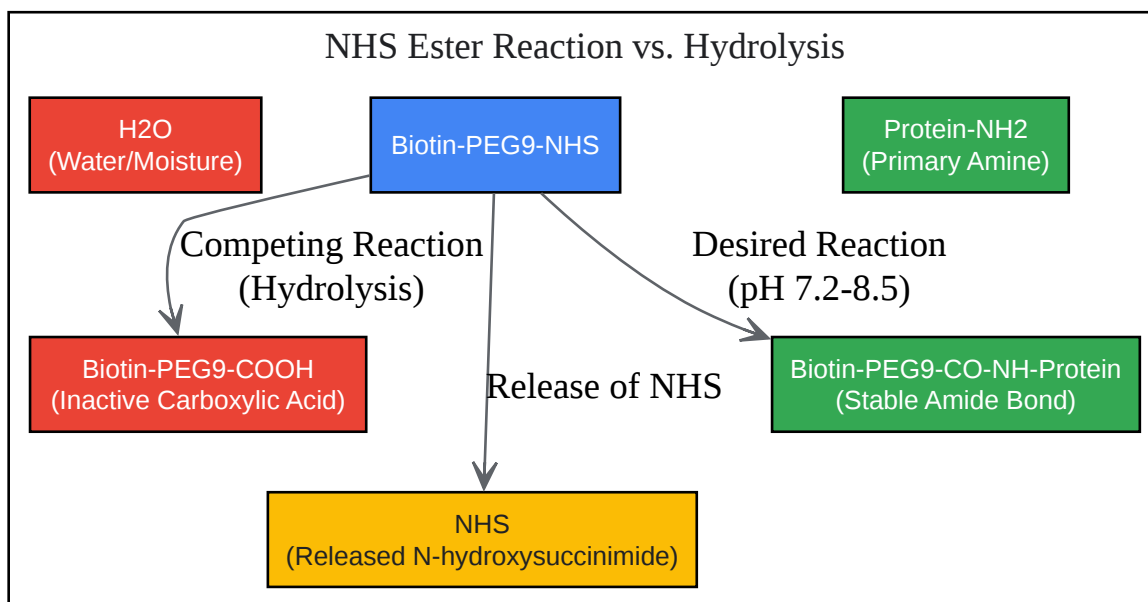 NHS Ester Reaction vs. Hydrolysis
H2O
(Water/Moisture)
Biotin-PEG9-NHS
Protein-NH2
(Primary Amine)
Competing Reaction
(Hydrolysis)
Desired Reaction
(pH 7.2-8.5)
Biotin-PEG9-COOH
(Inactive Carboxylic Acid)
Release of NHS
Biotin-PEG9-CO-NH-Protein
(Stable Amide Bond)
NHS
(Released N-hydroxysuccinimide)